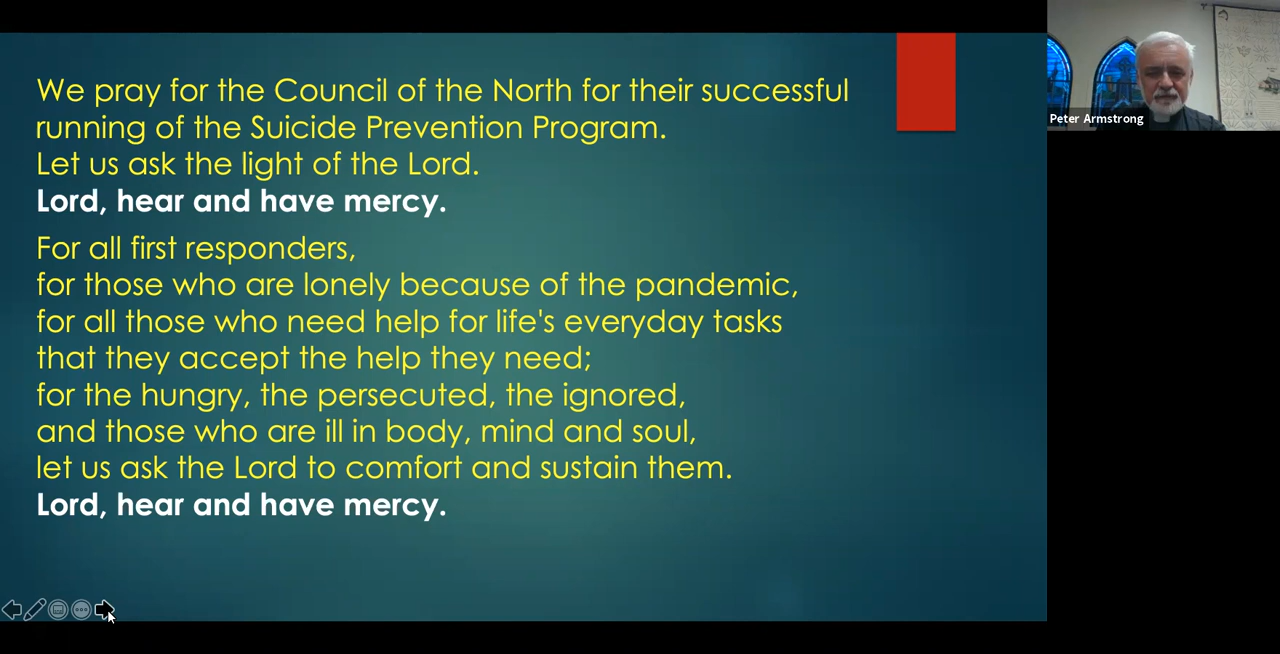 We pray for the Council of the North for their successful
running of the Suicide Prevention Program.
Let us ask the light of the Lord.
Lord, hear and have mercy.
For all first responders,
for those who are lonely because of the pandemic,
for all those who need help for life's everyday tasks
that they accept the help they need;
for the hungry, the persecuted, the ignored,
and those who are ill in body, mind and soul,
let us ask the Lord to comfort and sustain them.
Lord, hear and have mercy.
Peter Armstrong